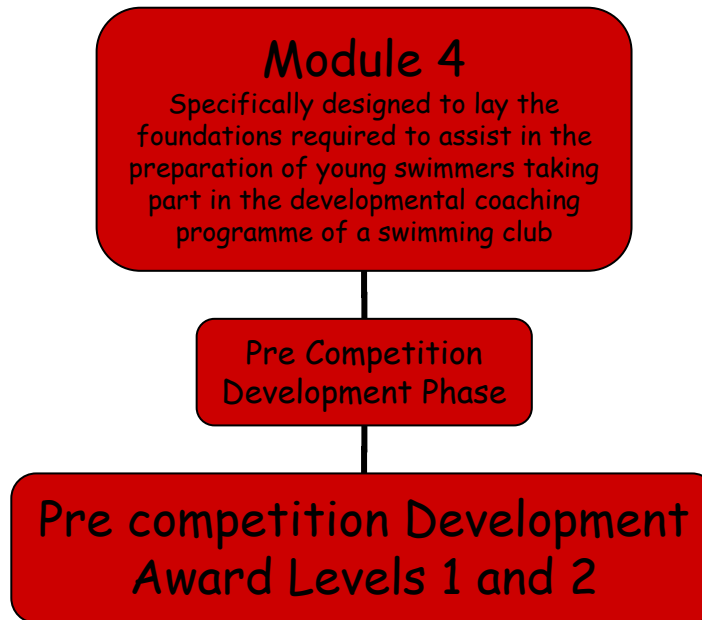 Module 4
Specifically designed to lay the
foundations required to assist in the
preparation of young swimmers taking
part in the developmental coaching
programme of a swimming club
Pre Competition
Development Phase
Pre competition Development
Award Levels 1 and 2